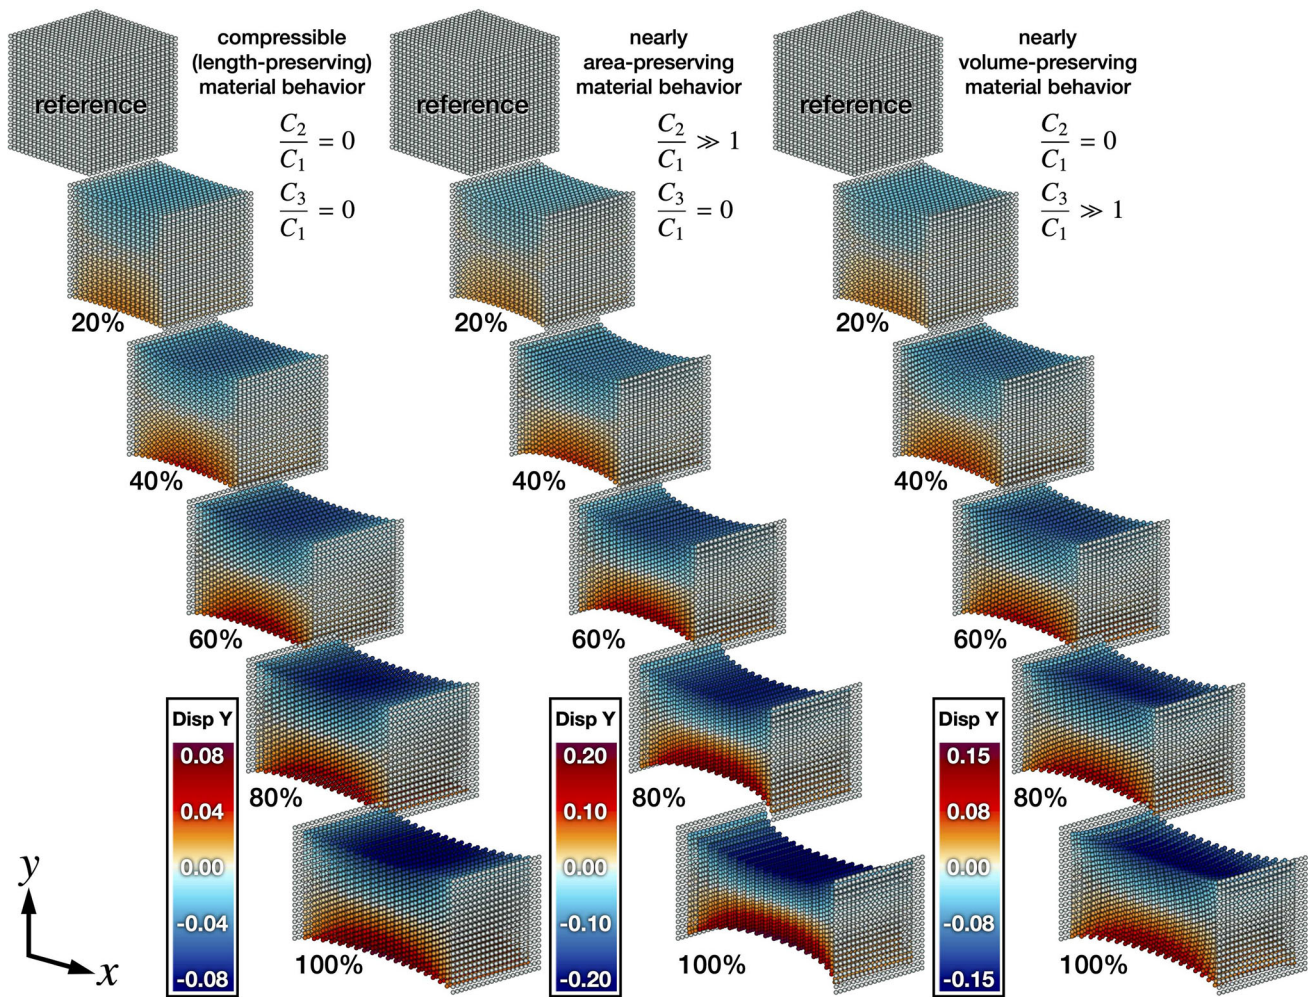 reference
compressible
(length-preserving)
material behavior
C₂/C₁ = 0
C₃/C₁ = 0
20%
40%
60%
80%
100%
Disp Y
0.08
0.04
0.00
-0.04
-0.08
reference
nearly
area-preserving
material behavior
C₂/C₁ ≫ 1
C₃/C₁ = 0
20%
40%
60%
80%
100%
Disp Y
0.20
0.10
0.00
-0.10
-0.20
reference
nearly
volume-preserving
material behavior
C₂/C₁ = 0
C₃/C₁ ≫ 1
20%
40%
60%
80%
100%
Disp Y
0.15
0.08
0.00
-0.08
-0.15
y
x